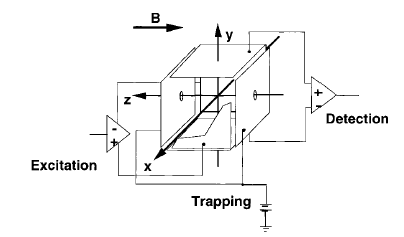 B
y
z
+
-
Detection
-
+
Excitation
x
Trapping